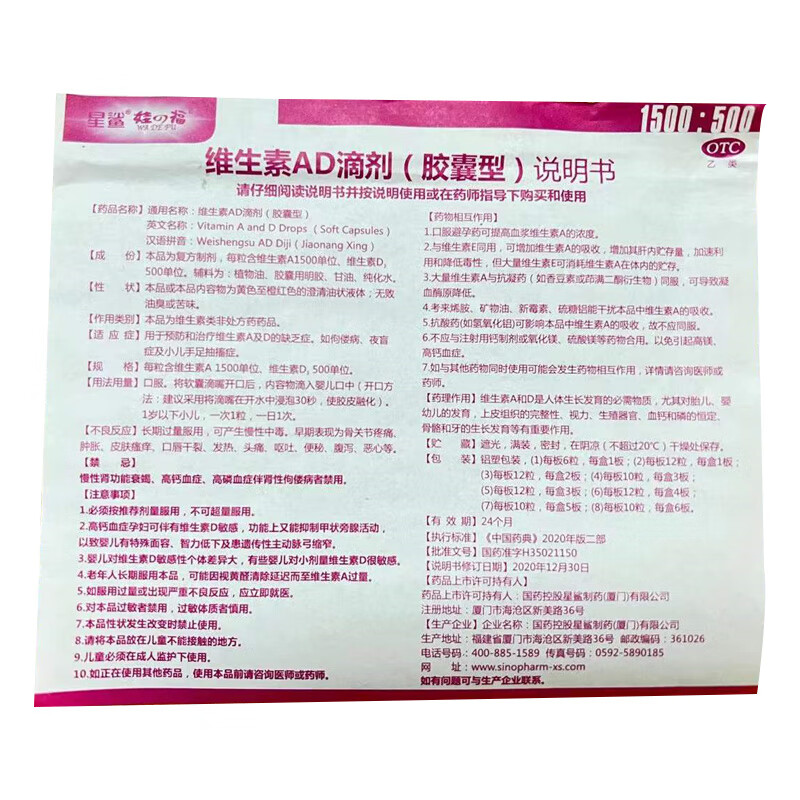 星鲨® 娃の福
WA DE FU
1500:500
OTC
乙类
维生素AD滴剂（胶囊型）说明书
请仔细阅读说明书并按说明使用或在药师指导下购买和使用
【药品名称】通用名称：维生素AD滴剂（胶囊型）
英文名称：Vitamin A and D Drops（Soft Capsules）
汉语拼音：Weishengsu AD Diji（Jiaonang Xing）
【成 份】本品为复方制剂，每粒含维生素A1500单位、维生素D,
500单位。辅料为：植物油、胶囊用明胶、甘油、纯化水。
【性 状】本品或本品内容物为黄色至橙红色的澄清油状液体；无败
油臭或苦味。
【作用类别】本品为维生素类非处方药药品。
【适 应 症】用于预防和治疗维生素A及D的缺乏症。如佝偻病、夜盲
症及小儿手足抽搐症。
【规 格】每粒含维生素A 1500单位、维生素D, 500单位。
【用法用量】口服。将软囊滴嘴开口后，内容物滴入婴儿口中（开口方
法：建议采用将滴嘴在开水中浸泡30秒，使胶皮融化）。
1岁以下小儿，一次1粒，一日1次。
【不良反应】长期过量服用，可产生慢性中毒。早期表现为骨关节疼痛、
肿胀、皮肤瘙痒、口唇干裂、发热、头痛、呕吐、便秘、腹泻、恶心等。
【禁 忌】
慢性肾功能衰竭、高钙血症、高磷血症伴肾性佝偻病者禁用。
【注意事项】
1.必须按推荐剂量服用，不可超量服用。
2.高钙血症孕妇可伴有维生素D敏感，功能上又能抑制甲状旁腺活动，
以致婴儿有特殊面容、智力低下及患遗传性主动脉弓缩窄。
3.婴儿对维生素D敏感性个体差异大，有些婴儿对小剂量维生素D很敏感。
4.老年人长期服用本品，可能因视黄醛清除延迟而至维生素A过量。
5.如服用过量或出现严重不良反应，应立即就医。
6.对本品过敏者禁用，过敏体质者慎用。
7.本品性状发生改变时禁止使用。
8.请将本品放在儿童不能接触的地方。
9.儿童必须在成人监护下使用。
10.如正在使用其他药品，使用本品前请咨询医师或药师。
【药物相互作用】
1.口服避孕药可提高血浆维生素A的浓度。
2.与维生素E同用，可增加维生素A的吸收，增加其肝内贮存量，加速利
用和降低毒性，但大量维生素E可消耗维生素A在体内的贮存。
3.大量维生素A与抗凝药（如香豆素或茚满二酮衍生物）同服，可导致凝
血酶原降低。
4.考来烯胺、矿物油、新霉素、硫糖铝能干扰本品中维生素A的吸收。
5.抗酸药(如氢氧化铝)可影响本品中维生素A的吸收，故不应同服。
6.不应与注射用钙制剂或氧化镁、硫酸镁等药物合用。以免引起高镁、
高钙血症。
7.如与其他药物同时使用可能会发生药物相互作用，详情请咨询医师或
药师。
【药理作用】维生素A和D是人体生长发育的必需物质，尤其对胎儿、婴
幼儿的发育，上皮组织的完整性、视力、生殖器官、血钙和磷的恒定、
骨骼和牙的生长发育等有重要作用。
【贮 藏】遮光，满装，密封，在阴凉（不超过20℃）干燥处保存。
【包 装】铝塑包装，(1)每板6粒，每盒1板；(2)每板12粒，每盒1板；
(3)每板12粒，每盒2板；(4)每板10粒，每盒3板；
(5)每板12粒，每盒3板；(6)每板12粒，每盒4板；
(7)每板10粒，每盒5板；(8)每板10粒，每盒6板。
【有 效 期】24个月
【执行标准】《中国药典》2020年版二部
【批准文号】国药准字H35021150
【说明书修订日期】2020年12月30日
【药品上市许可持有人】
药品上市许可持有人：国药控股星鲨制药(厦门)有限公司
注册地址：厦门市海沧区新美路36号
【生产企业】企业名称：国药控股星鲨制药(厦门)有限公司
生产地址：福建省厦门市海沧区新美路36号 邮政编码：361026
电话号码：400-885-1589 传真号码：0592-5890185
网 址：www.sinopharm-xs.com
如有问题可与生产企业联系。